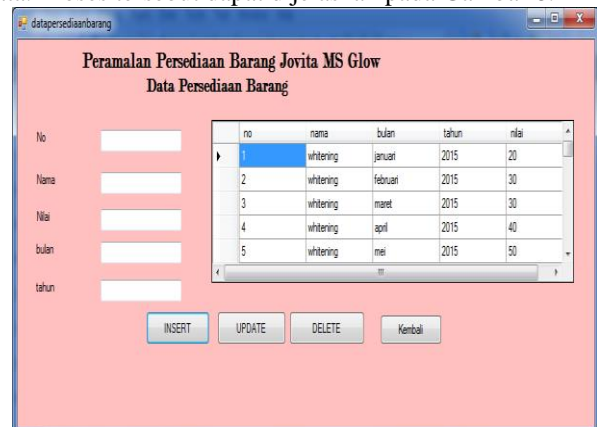 datapersediaanbarang
Peramalan Persediaan Barang Jovita MS Glow
Data Persediaan Barang
No
Nama
Nilai
bulan
tahun
no nama bulan tahun nilai
1 whitening januari 2015 20
2 whitening februari 2015 30
3 whitening maret 2015 30
4 whitening april 2015 40
5 whitening mei 2015 50
INSERT UPDATE DELETE Kembali